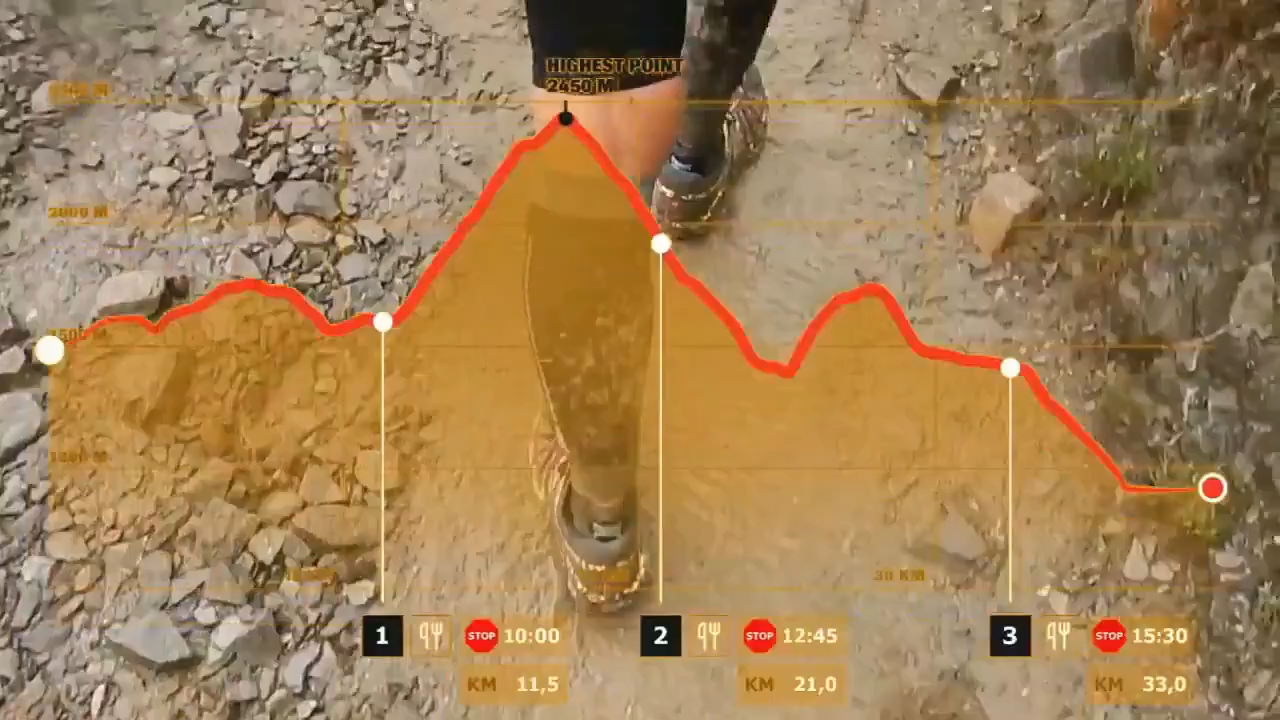 HIGHEST POINT
2450 M
2000 M
1500 M
30 KM
1
STOP
10:00
KM 11,5
2
STOP
12:45
KM 21,0
3
STOP
15:30
KM 33,0